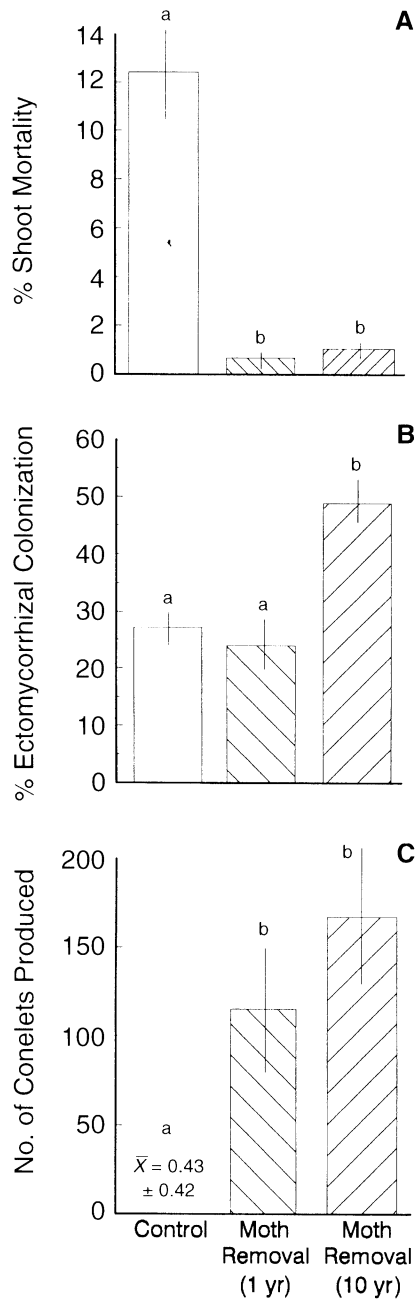 A
a
14
12
10
8
6
4
2
0
% Shoot Mortality
b
b
B
60
50
40
30
20
10
0
% Ectomycorrhizal Colonization
a
a
b
C
200
150
100
50
0
No. of Conelets Produced
a
X̅ = 0.43
± 0.42
b
b
Control
Moth
Removal
(1 yr)
Moth
Removal
(10 yr)